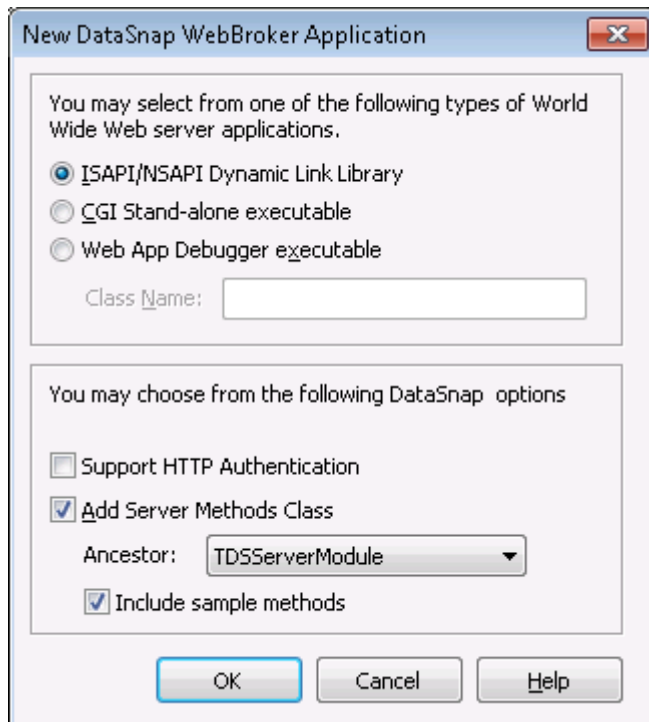 New DataSnap WebBroker Application
You may select from one of the following types of World
Wide Web server applications.
ISAPI/NSAPI Dynamic Link Library
CGI Stand-alone executable
Web App Debugger executable
Class Name:
You may choose from the following DataSnap options
Support HTTP Authentication
Add Server Methods Class
Ancestor: TDSServerModule
Include sample methods
OK Cancel Help